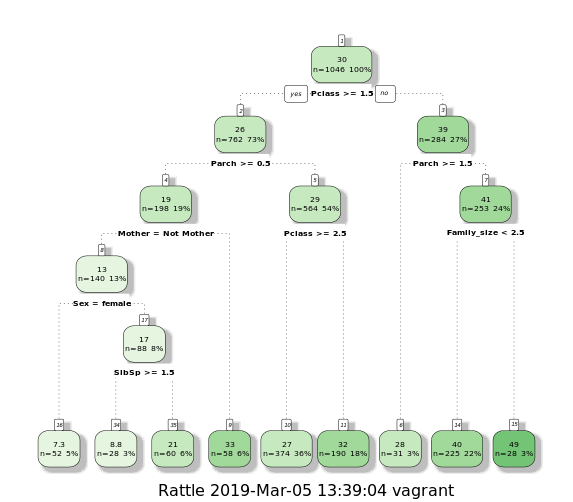 1
30
n=1046 100%
yes Pclass >= 1.5 no
2 3
26 39
n=762 73% n=284 27%
Parch >= 0.5 Parch >= 1.5
4 5 7
19 29 41
n=198 19% n=564 54% n=253 24%
Mother = Not Mother Pclass >= 2.5 Family_size < 2.5
8
13
n=140 13%
Sex = female
17
17
n=88 8%
SibSp >= 1.5
16 34 35 9 10 11 6 14 15
7.3 8.8 21 33 27 32 28 40 49
n=52 5% n=28 3% n=60 6% n=58 6% n=374 36% n=190 18% n=31 3% n=225 22% n=28 3%
Rattle 2019-Mar-05 13:39:04 vagrant